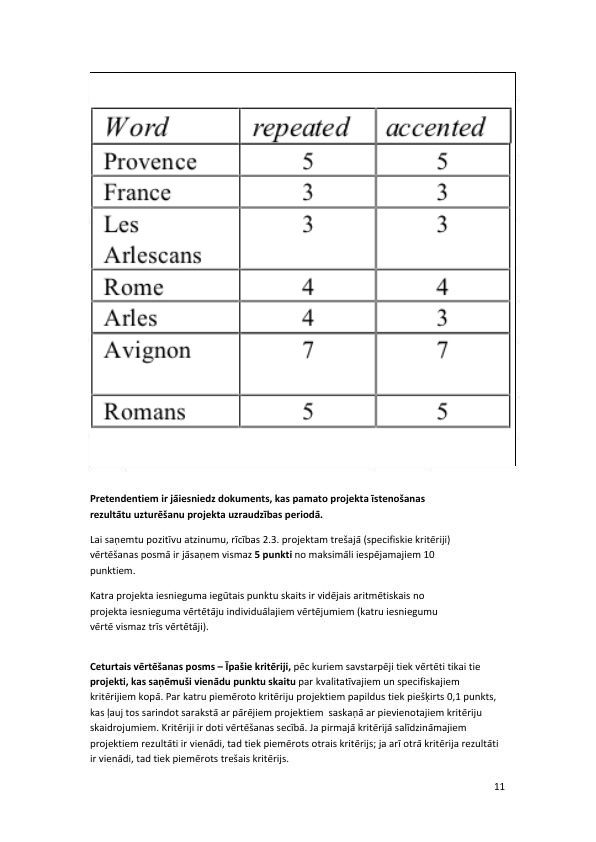 Word repeated accented
Provence 5 5
France 3 3
Les 3 3
Arlescans
Rome 4 4
Arles 4 3
Avignon 7 7
Romans 5 5
Pretendentiem ir jāiesniedz dokuments, kas pamato projekta īstenošanas
rezultātu uzturēšanu projekta uzraudzības periodā.
Lai saņemtu pozitīvu atzinumu, rīcības 2.3. projektam trešajā (specifiskie kritēriji)
vērtēšanas posmā ir jāsaņem vismaz 5 punkti no maksimāli iespējamajiem 10
punktiem.
Katra projekta iesnieguma iegūtais punktu skaits ir vidējais aritmētiskais no
projekta iesnieguma vērtētāju individuālajiem vērtējumiem (katru iesniegumu
vērtē vismaz trīs vērtētāji).
Ceturtais vērtēšanas posms – Īpašie kritēriji, pēc kuriem savstarpēji tiek vērtēti tikai tie
projekti, kas saņēmuši vienādu punktu skaitu par kvalitatīvajiem un specifiskajiem
kritērijiem kopā. Par katru piemēroto kritēriju projektiem papildus tiek piešķirts 0,1 punkts,
kas ļauj tos sarindot sarakstā ar pārējiem projektiem saskaņā ar pievienotajiem kritēriju
skaidrojumiem. Kritēriji ir doti vērtēšanas secībā. Ja pirmajā kritērijā salīdzināmajiem
projektiem rezultāti ir vienādi, tad tiek piemērots otrais kritērijs; ja arī otrā kritērija rezultāti
ir vienādi, tad tiek piemērots trešais kritērijs.
11